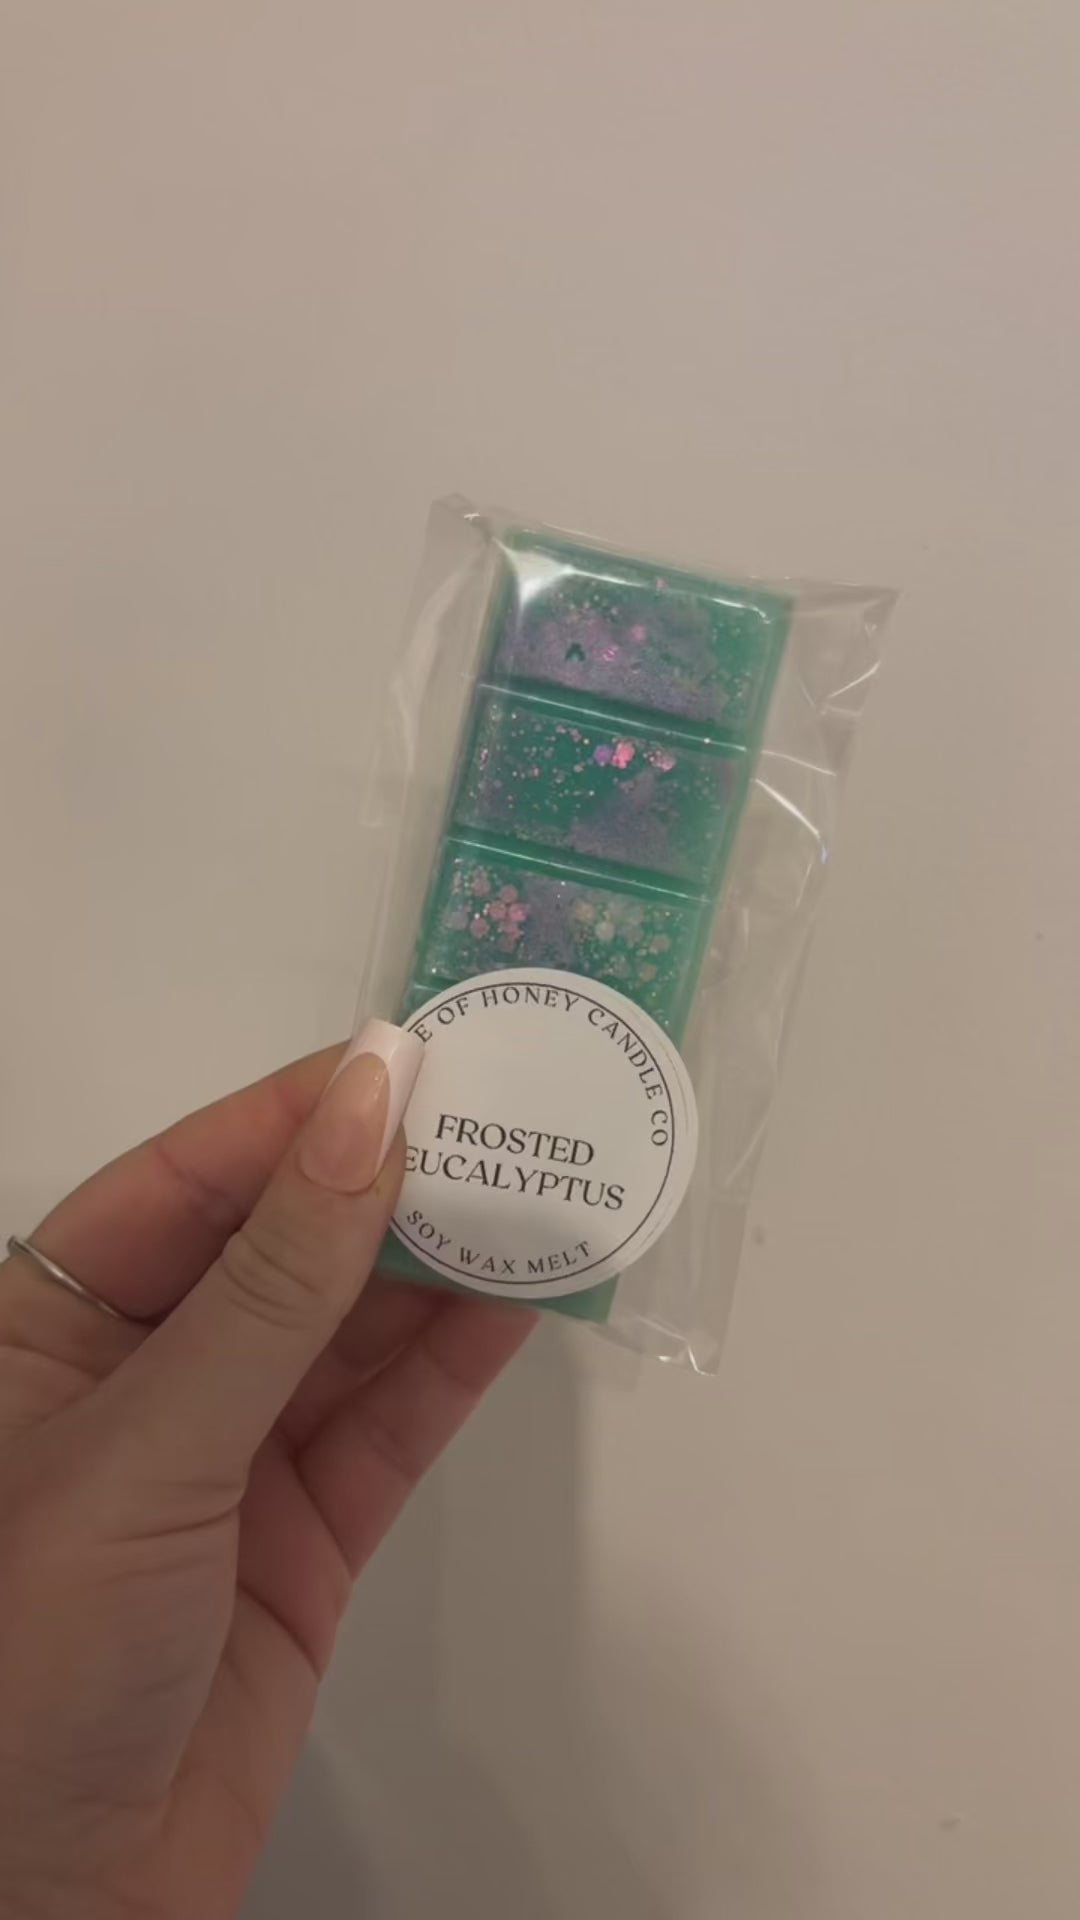 E OF HONEY CANDLE CO
FROSTED
EUCALYPTUS
SOY WAX MELT